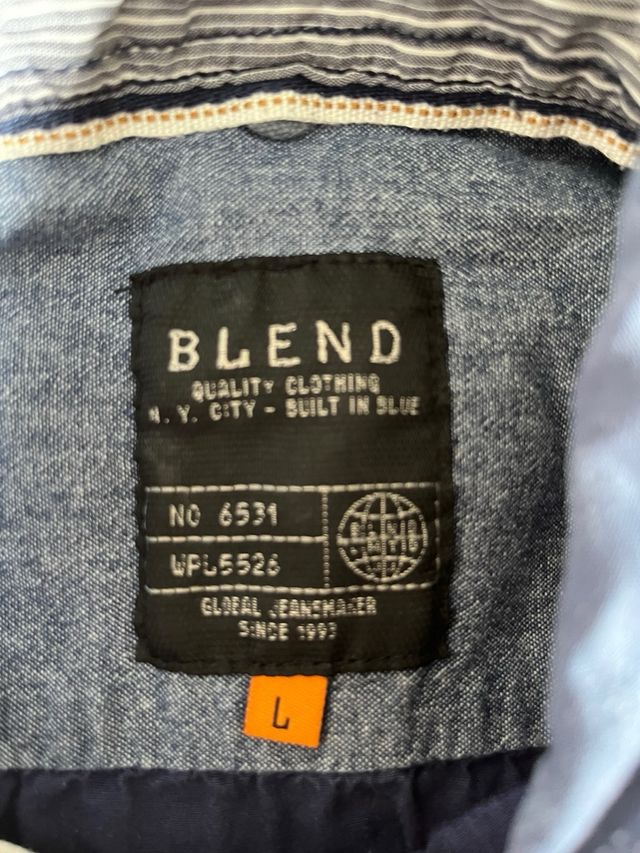 BLEND
QUALITY CLOTHING
N.Y. CITY - BUILT IN BLUE
NO 6531
WPL5526
GLOBAL JEANSMAKER
SINCE 1993
L